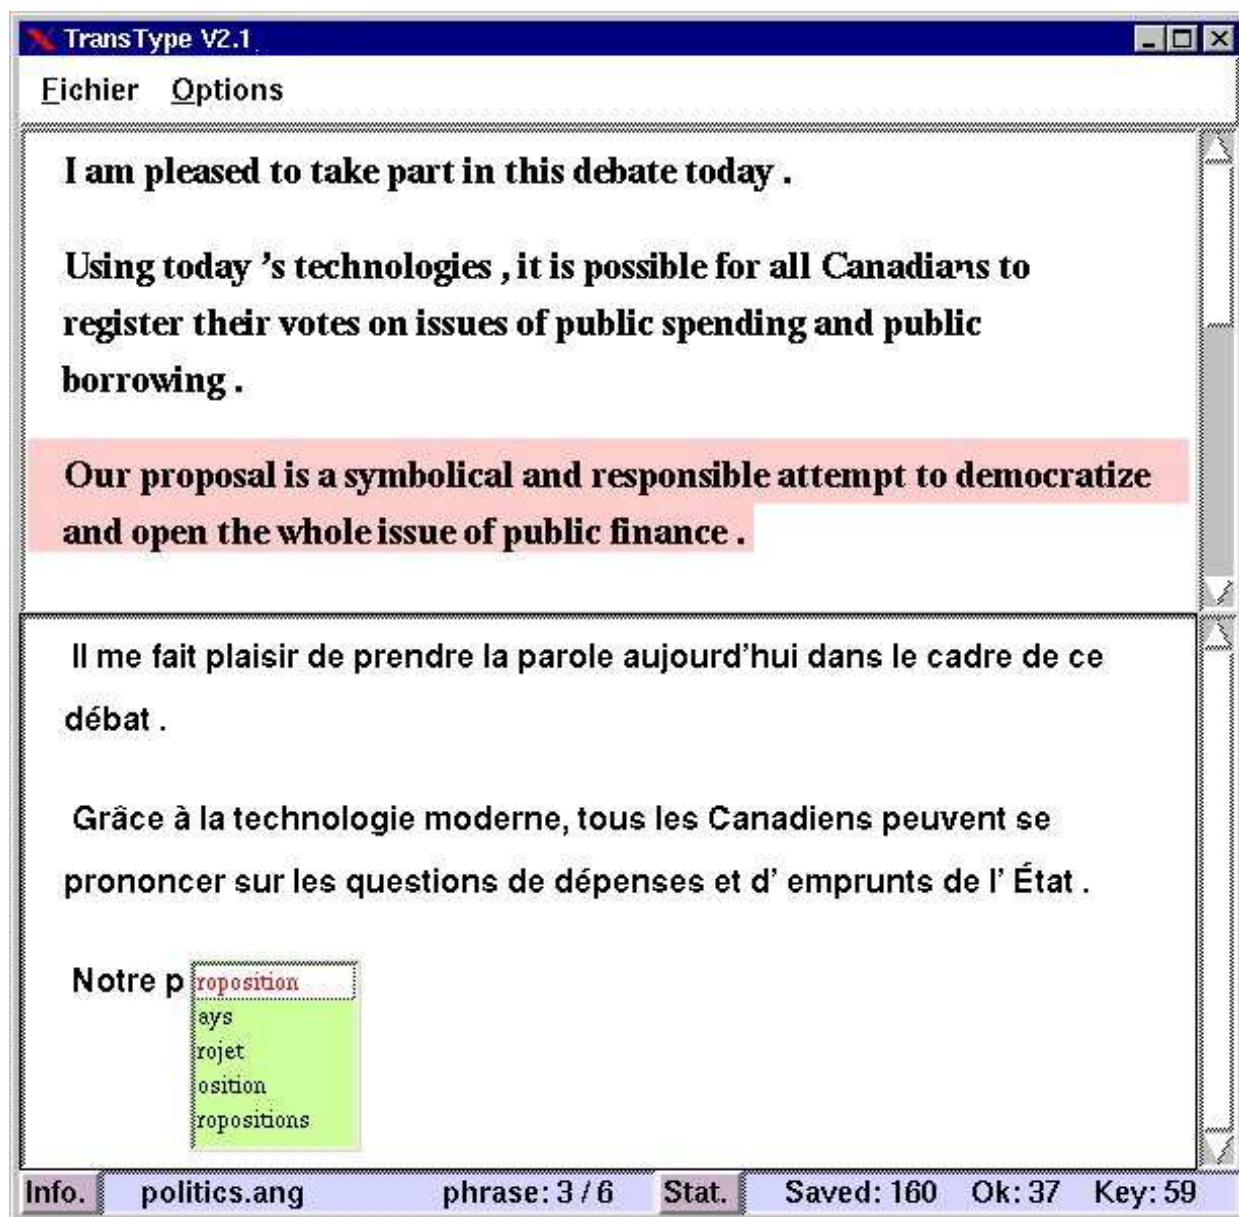 TransType V2.1
Fichier Options
I am pleased to take part in this debate today .
Using today 's technologies , it is possible for all Canadians to
register their votes on issues of public spending and public
borrowing .
Our proposal is a symbolical and responsible attempt to democratize
and open the whole issue of public finance .
Il me fait plaisir de prendre la parole aujourd'hui dans le cadre de ce
débat .
Grâce à la technologie moderne, tous les Canadiens peuvent se
prononcer sur les questions de dépenses et d' emprunts de l' État .
Notre p roposition
ays
rojet
osition
ropositions
Info. politics.ang phrase: 3 / 6 Stat. Saved: 160 Ok: 37 Key: 59